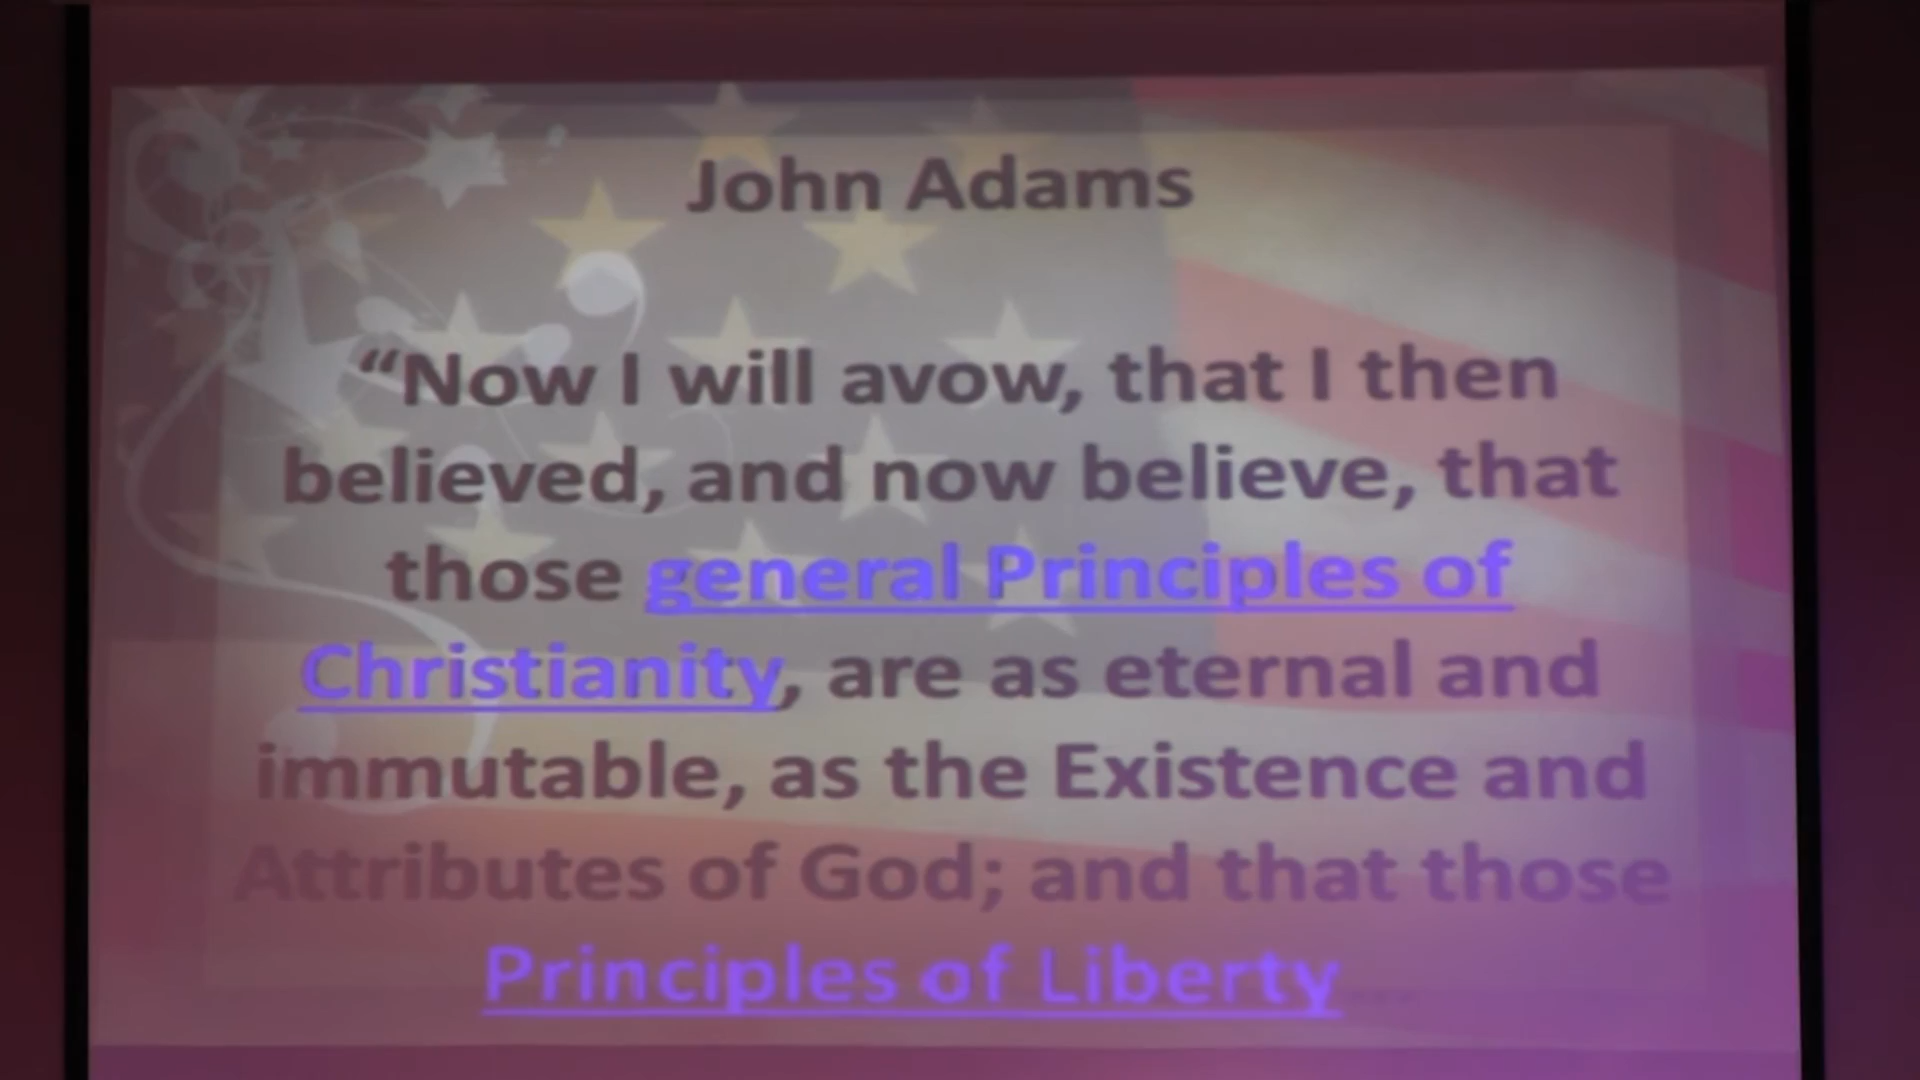 John Adams
“Now I will avow, that I then
believed, and now believe, that
those general Principles of
Christianity, are as eternal and
immutable, as the Existence and
Attributes of God; and that those
Principles of Liberty